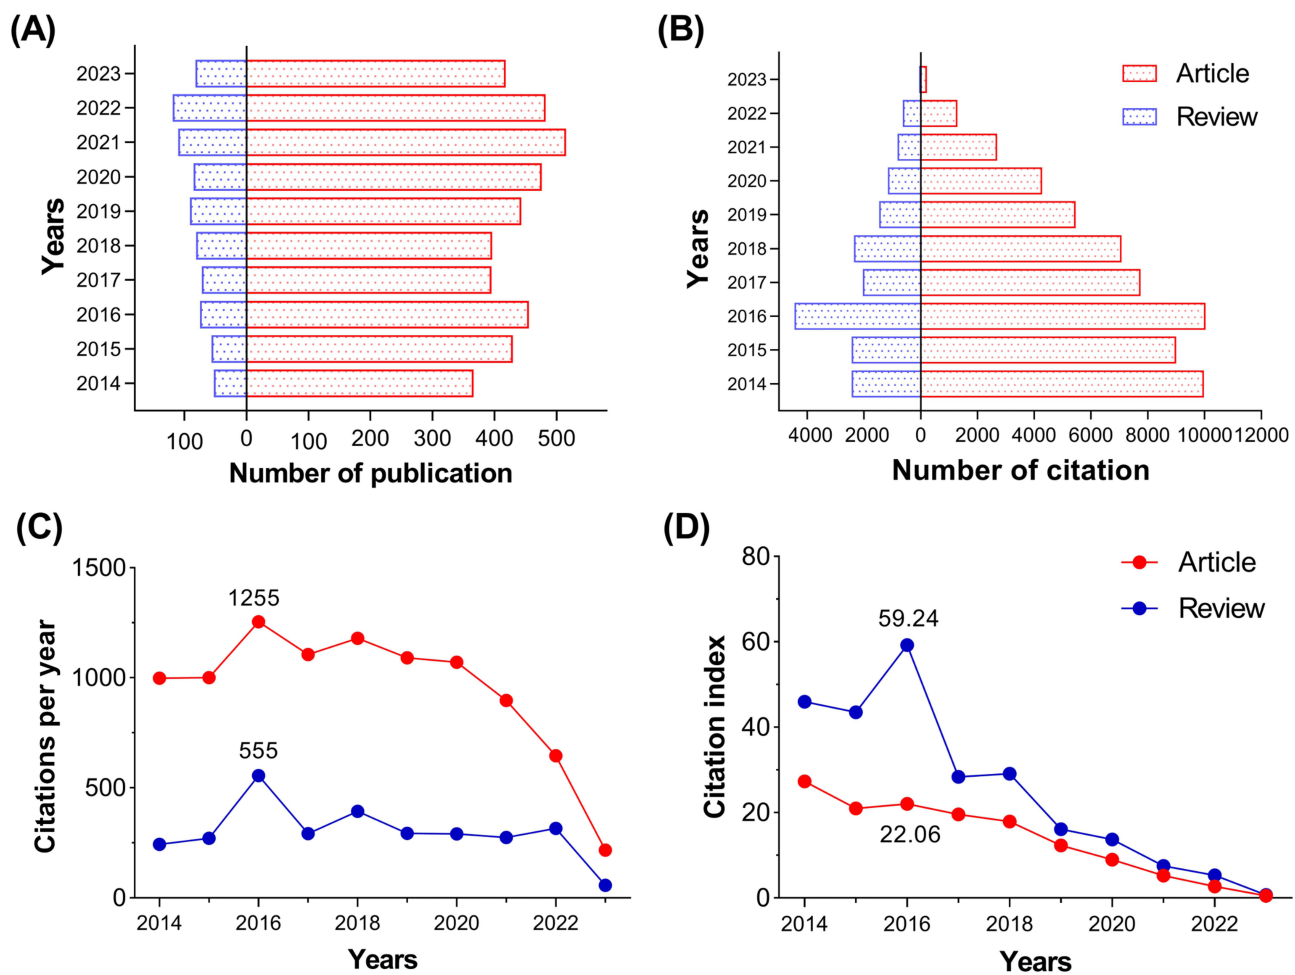 (A)
Years
2023
2022
2021
2020
2019
2018
2017
2016
2015
2014
100 0 100 200 300 400 500
Number of publication
(B)
Article
Review
Years
2023
2022
2021
2020
2019
2018
2017
2016
2015
2014
4000 2000 0 2000 4000 6000 8000 10000 12000
Number of citation
(C)
Citations per year
1500
1000
500
0
1255
555
2014 2016 2018 2020 2022
Years
(D)
Article
Review
Citation index
80
60
40
20
0
59.24
22.06
2014 2016 2018 2020 2022
Years